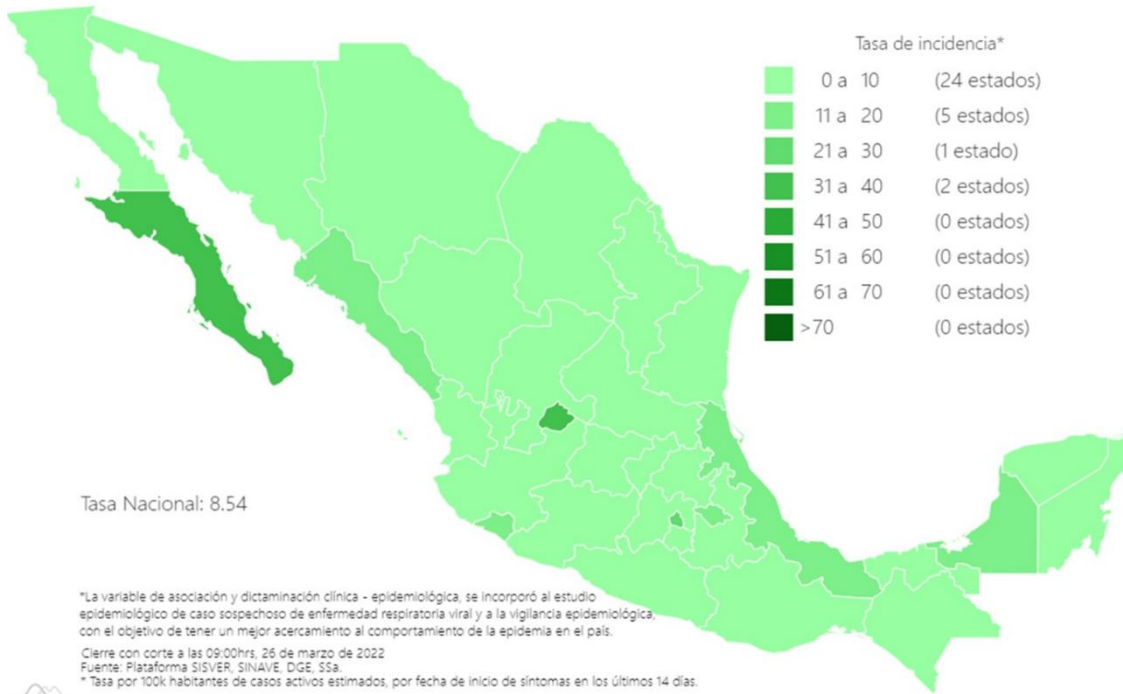 Tasa de incidencia*
0 a 10 (24 estados)
11 a 20 (5 estados)
21 a 30 (1 estado)
31 a 40 (2 estados)
41 a 50 (0 estados)
51 a 60 (0 estados)
61 a 70 (0 estados)
>70 (0 estados)
Tasa Nacional: 8.54
*La variable de asociación y dictaminación clínica - epidemiológica, se incorporó al estudio
epidemiológico de caso sospechoso de enfermedad respiratoria viral y a la vigilancia epidemiológica,
con el objetivo de tener un mejor acercamiento al comportamiento de la epidemia en el país.
Cierre con corte a las 09:00hrs, 26 de marzo de 2022
Fuente: Plataforma SISVER, SINAVE, DGE, SSa.
* Tasa por 100k habitantes de casos activos estimados, por fecha de inicio de síntomas en los últimos 14 días.